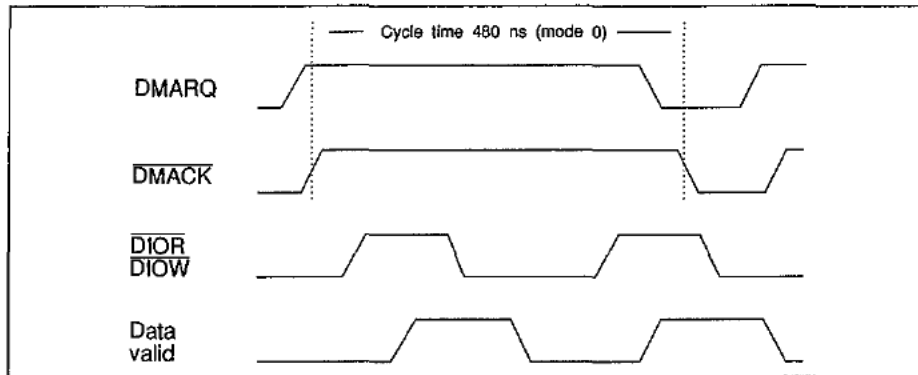 Cycle time 480 ns (mode 0)
DMARQ
DMACK
DIOR
DIOW
Data
valid